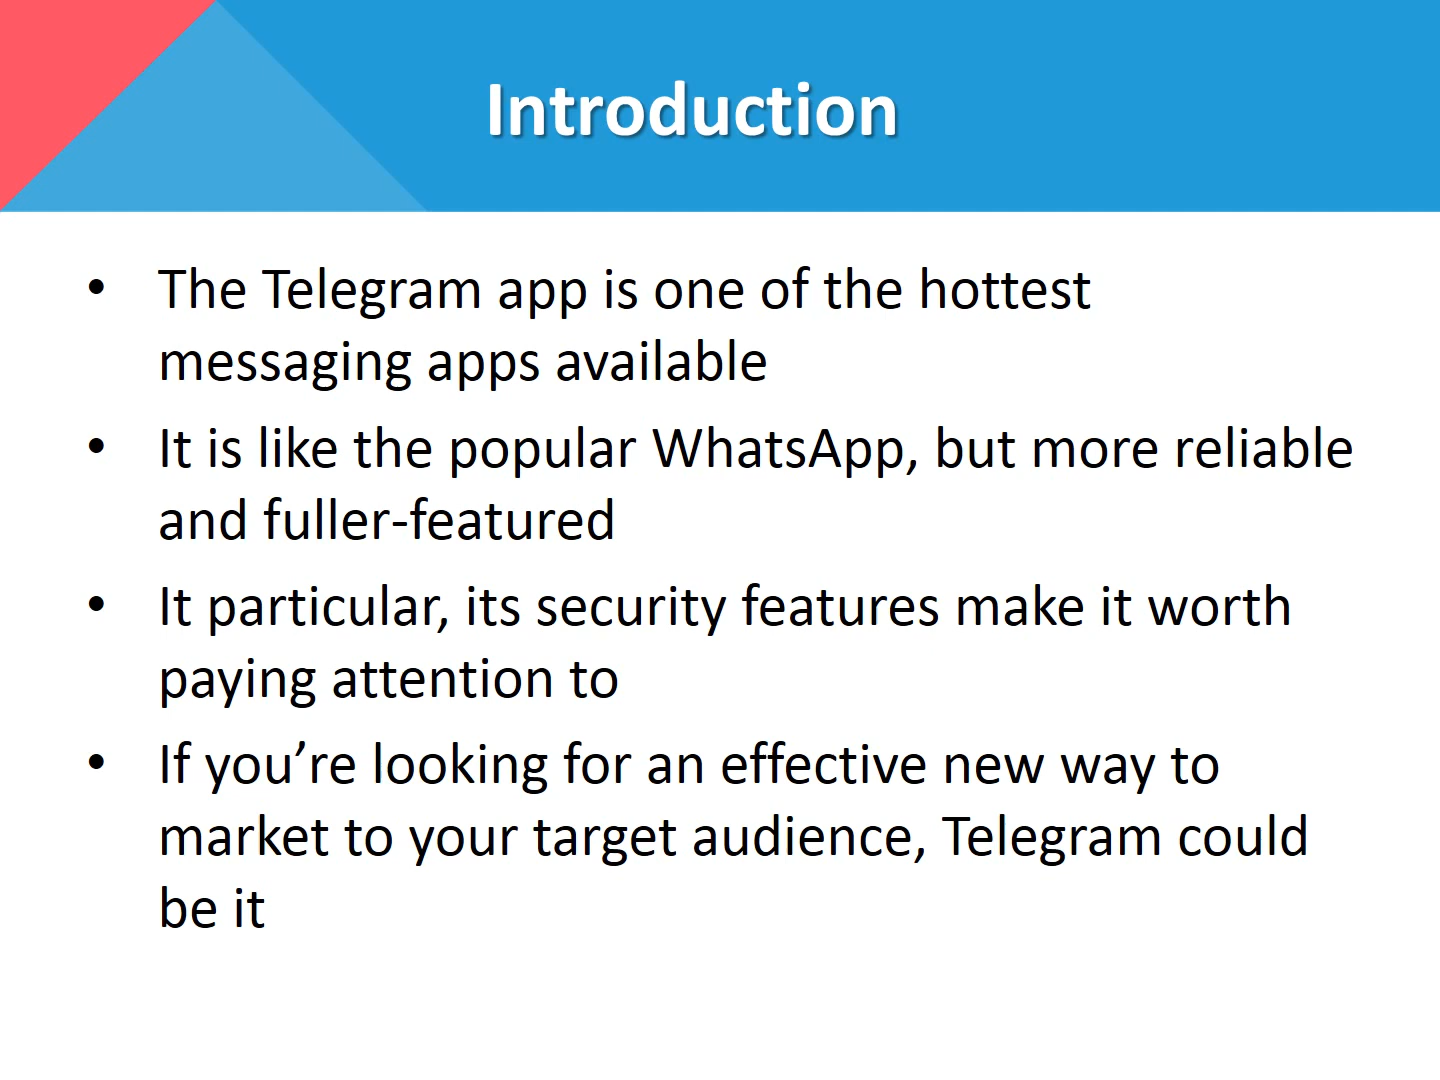 Introduction
• The Telegram app is one of the hottest
messaging apps available
• It is like the popular WhatsApp, but more reliable
and fuller-featured
• It particular, its security features make it worth
paying attention to
• If you’re looking for an effective new way to
market to your target audience, Telegram could
be it